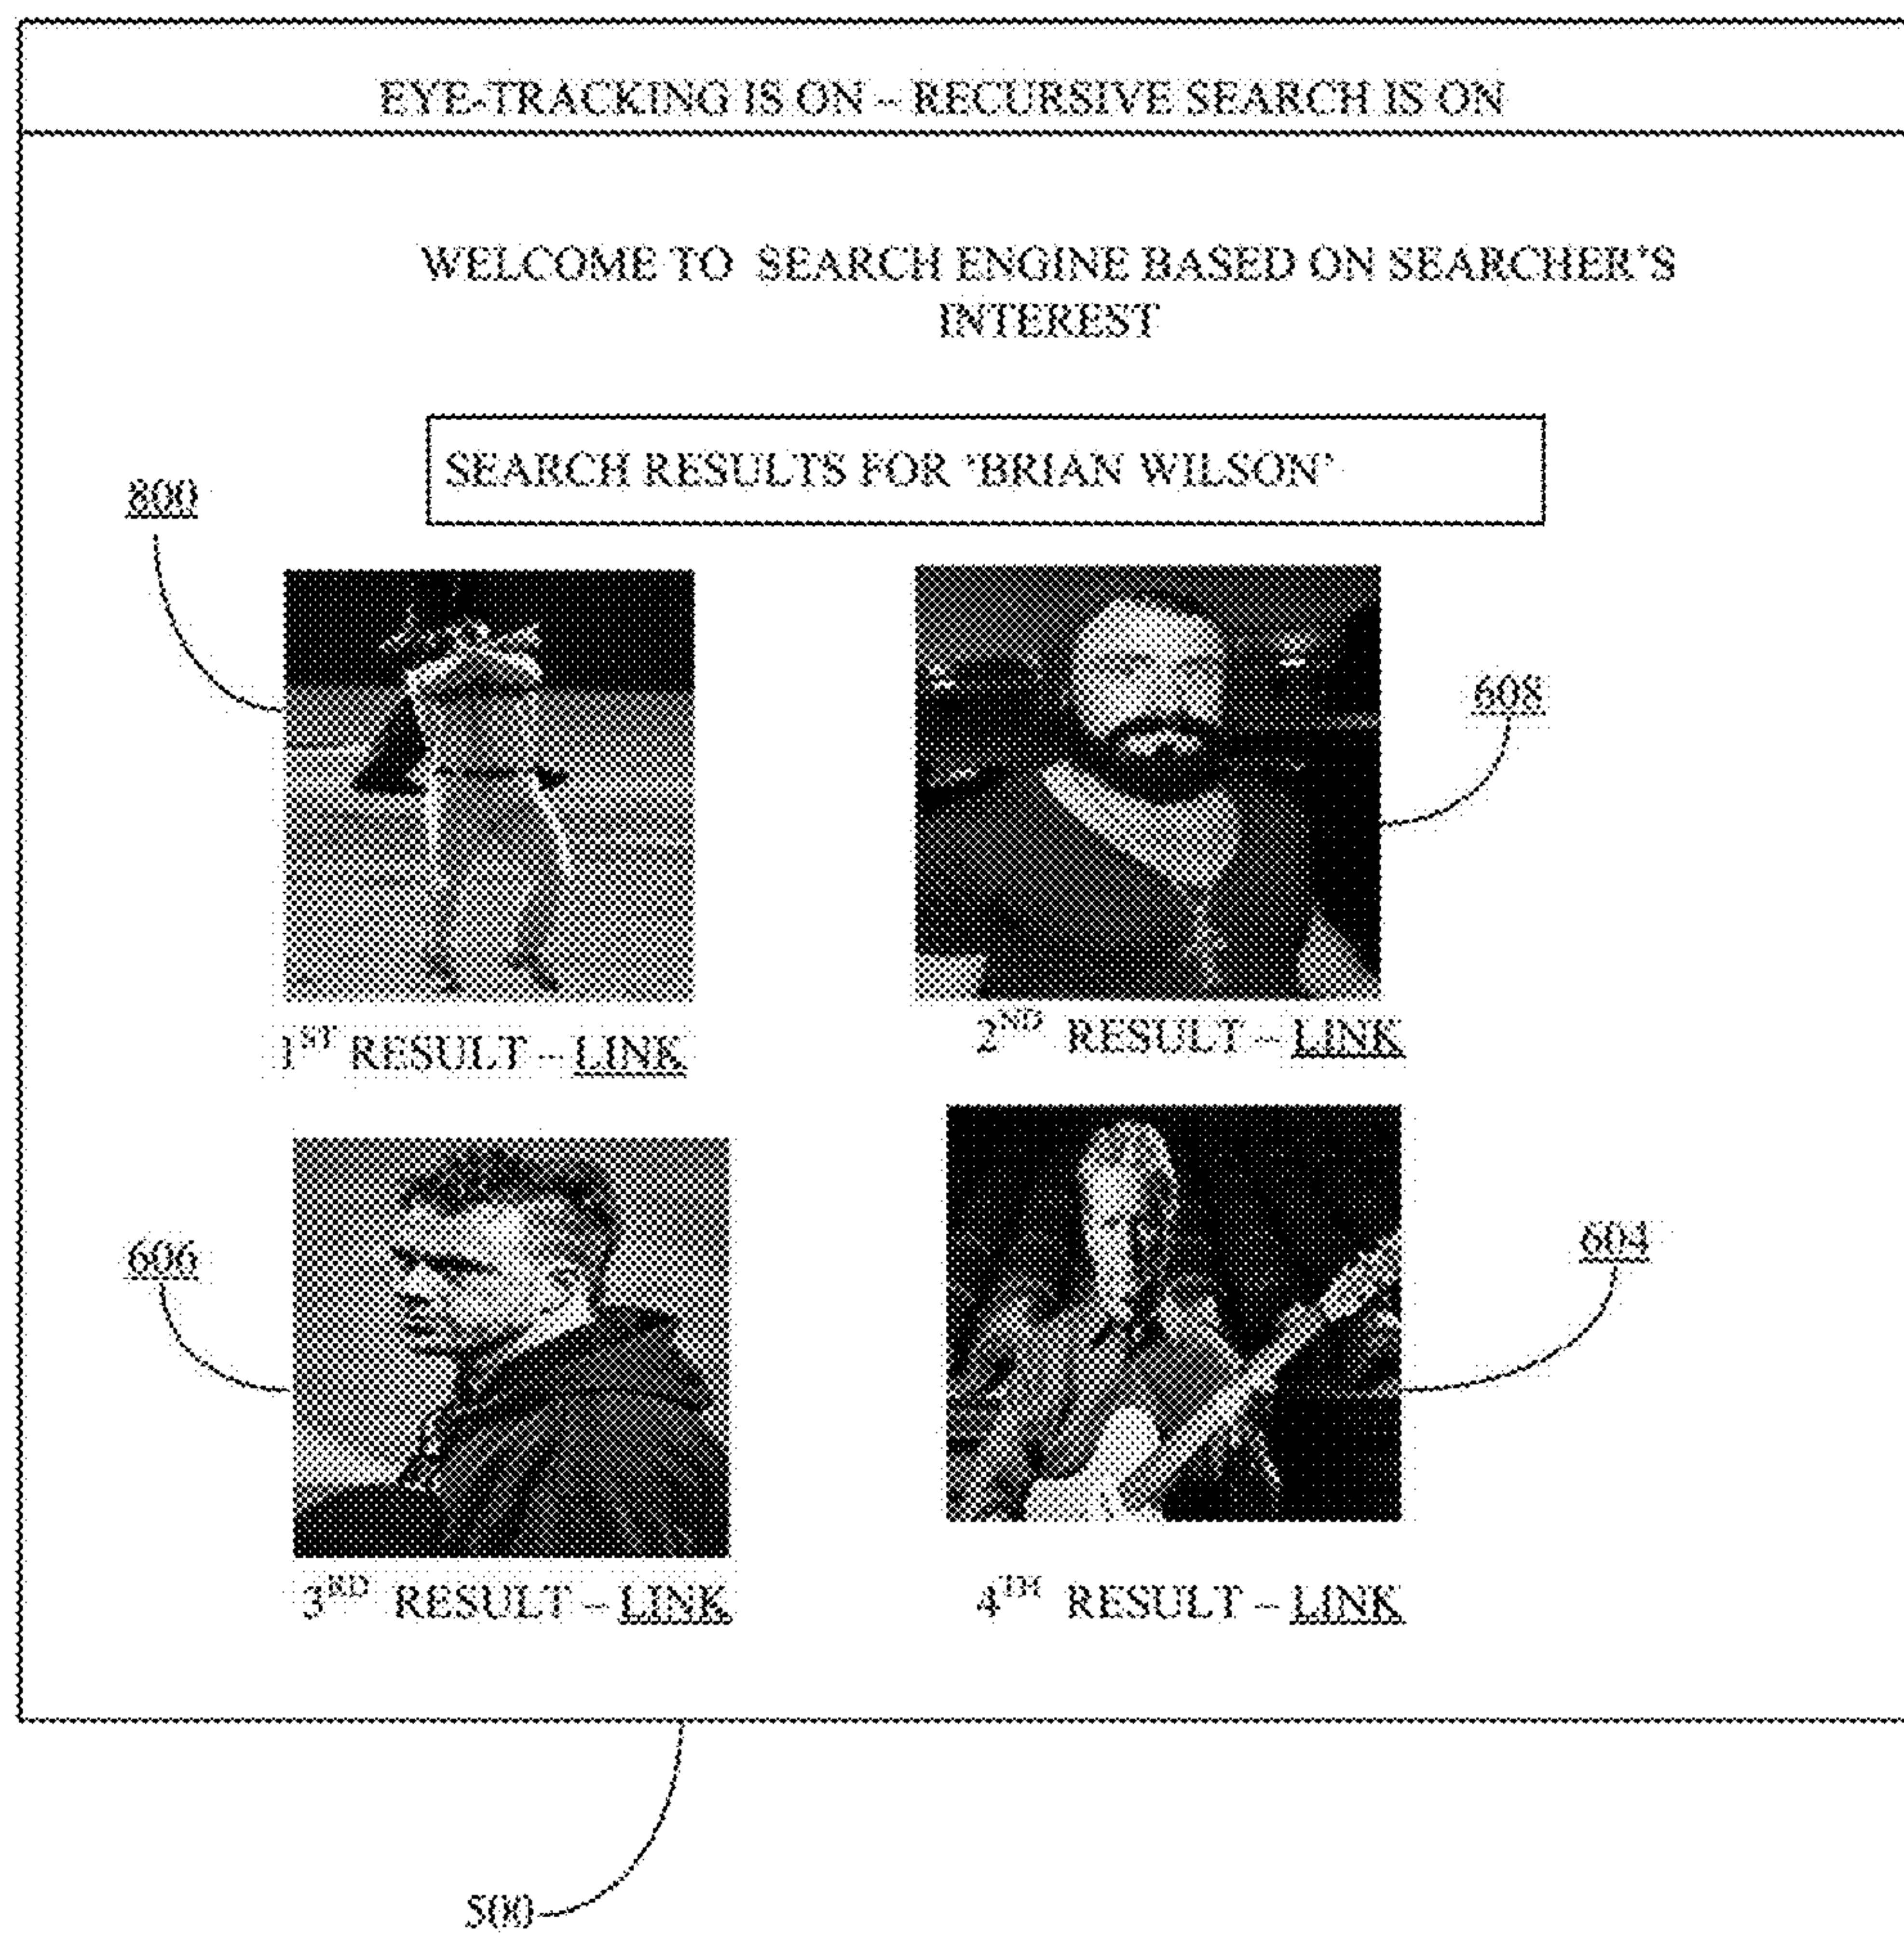 EYE-TRACKING IS ON -- RECURSIVE SEARCH IS ON
WELCOME TO SEARCH ENGINE BASED ON SEARCHER'S
INTEREST
SEARCH RESULTS FOR 'BRIAN WILSON'
800
608
1ST RESULT -- LINK
2ND RESULT -- LINK
606
604
3RD RESULT -- LINK
4TH RESULT -- LINK
500